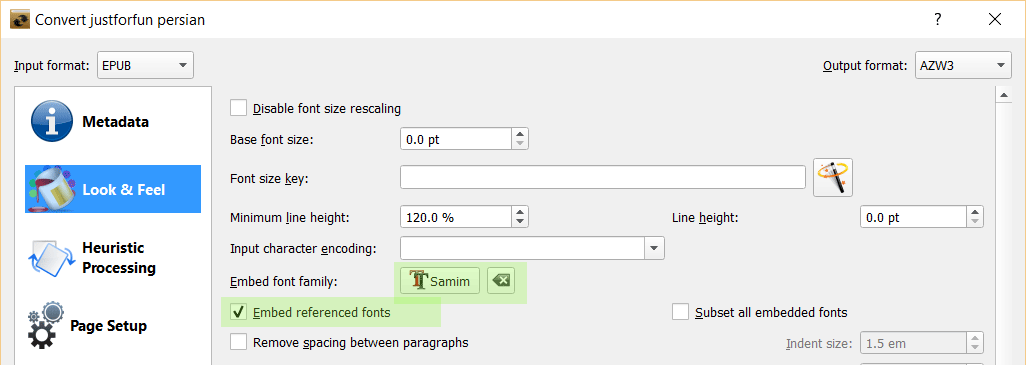 Convert justforfun persian
?
Input format: EPUB
Output format: AZW3
Metadata
Look & Feel
Heuristic
Processing
Page Setup
Disable font size rescaling
Base font size: 0.0 pt
Font size key:
Minimum line height: 120.0 %
Line height: 0.0 pt
Input character encoding:
Embed font family: Samim
Embed referenced fonts
Subset all embedded fonts
Remove spacing between paragraphs
Indent size: 1.5 em